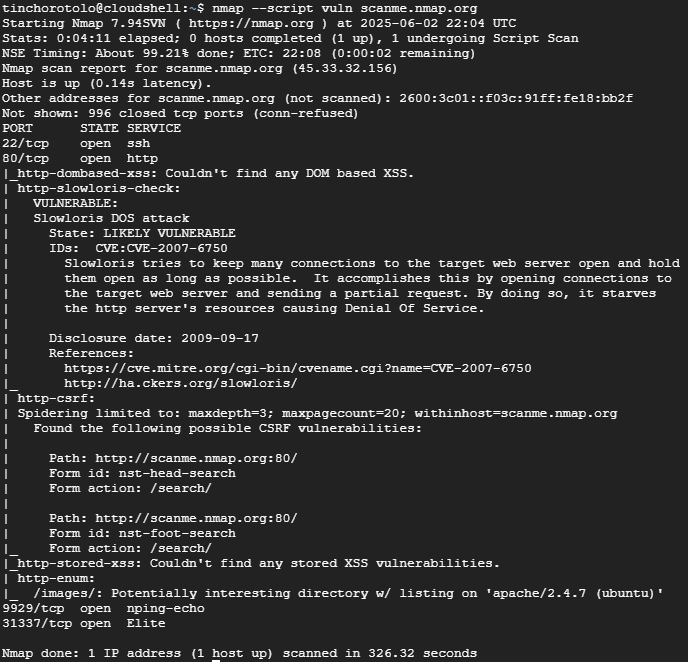 tinchorotolo@cloudshell:~$ nmap --script vuln scanme.nmap.org
Starting Nmap 7.94SVN ( https://nmap.org ) at 2025-06-02 22:04 UTC
Stats: 0:04:11 elapsed; 0 hosts completed (1 up), 1 undergoing Script Scan
NSE Timing: About 99.21% done; ETC: 22:08 (0:00:02 remaining)
Nmap scan report for scanme.nmap.org (45.33.32.156)
Host is up (0.14s latency).
Other addresses for scanme.nmap.org (not scanned): 2600:3c01::f03c:91ff:fe18:bb2f
Not shown: 996 closed tcp ports (conn-refused)
PORT      STATE SERVICE
22/tcp    open  ssh
80/tcp    open  http
|_http-dombased-xss: Couldn't find any DOM based XSS.
| http-slowloris-check:
|   VULNERABLE:
|   Slowloris DOS attack
|     State: LIKELY VULNERABLE
|     IDs:  CVE:CVE-2007-6750
|       Slowloris tries to keep many connections to the target web server open and hold
|       them open as long as possible.  It accomplishes this by opening connections to
|       the target web server and sending a partial request. By doing so, it starves
|       the http server's resources causing Denial Of Service.
|
|     Disclosure date: 2009-09-17
|     References:
|       https://cve.mitre.org/cgi-bin/cvename.cgi?name=CVE-2007-6750
|_      http://ha.ckers.org/slowloris/
| http-csrf:
| Spidering limited to: maxdepth=3; maxpagecount=20; withinhost=scanme.nmap.org
|   Found the following possible CSRF vulnerabilities:
|
|     Path: http://scanme.nmap.org:80/
|     Form id: nst-head-search
|     Form action: /search/
|
|     Path: http://scanme.nmap.org:80/
|     Form id: nst-foot-search
|_    Form action: /search/
|_http-stored-xss: Couldn't find any stored XSS vulnerabilities.
| http-enum:
|_  /images/: Potentially interesting directory w/ listing on 'apache/2.4.7 (ubuntu)'
9929/tcp  open  nping-echo
31337/tcp open  Elite

Nmap done: 1 IP address (1 host up) scanned in 326.32 seconds